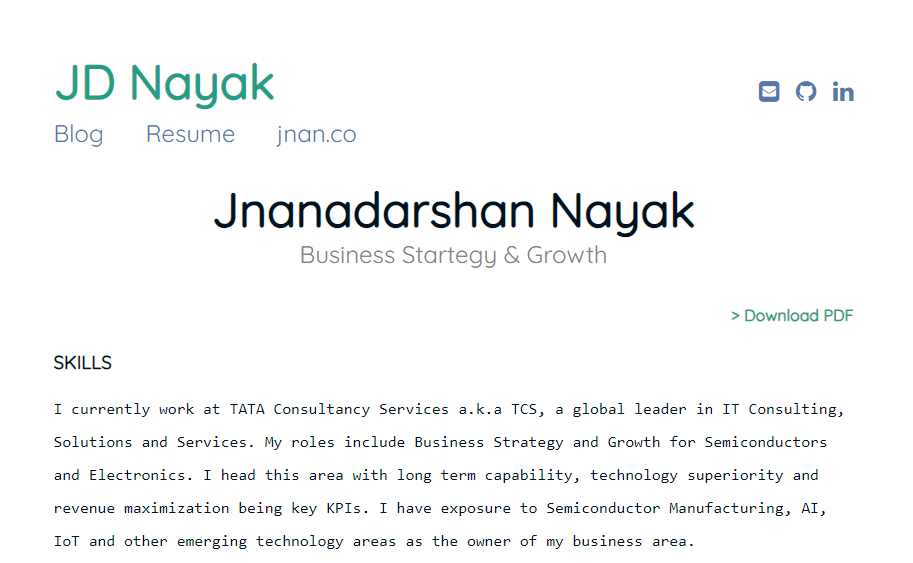 JD Nayak
Blog Resume jnan.co
Jnanadarshan Nayak
Business Startegy & Growth
> Download PDF
SKILLS
I currently work at TATA Consultancy Services a.k.a TCS, a global leader in IT Consulting,
Solutions and Services. My roles include Business Strategy and Growth for Semiconductors
and Electronics. I head this area with long term capability, technology superiority and
revenue maximization being key KPIs. I have exposure to Semiconductor Manufacturing, AI,
IoT and other emerging technology areas as the owner of my business area.